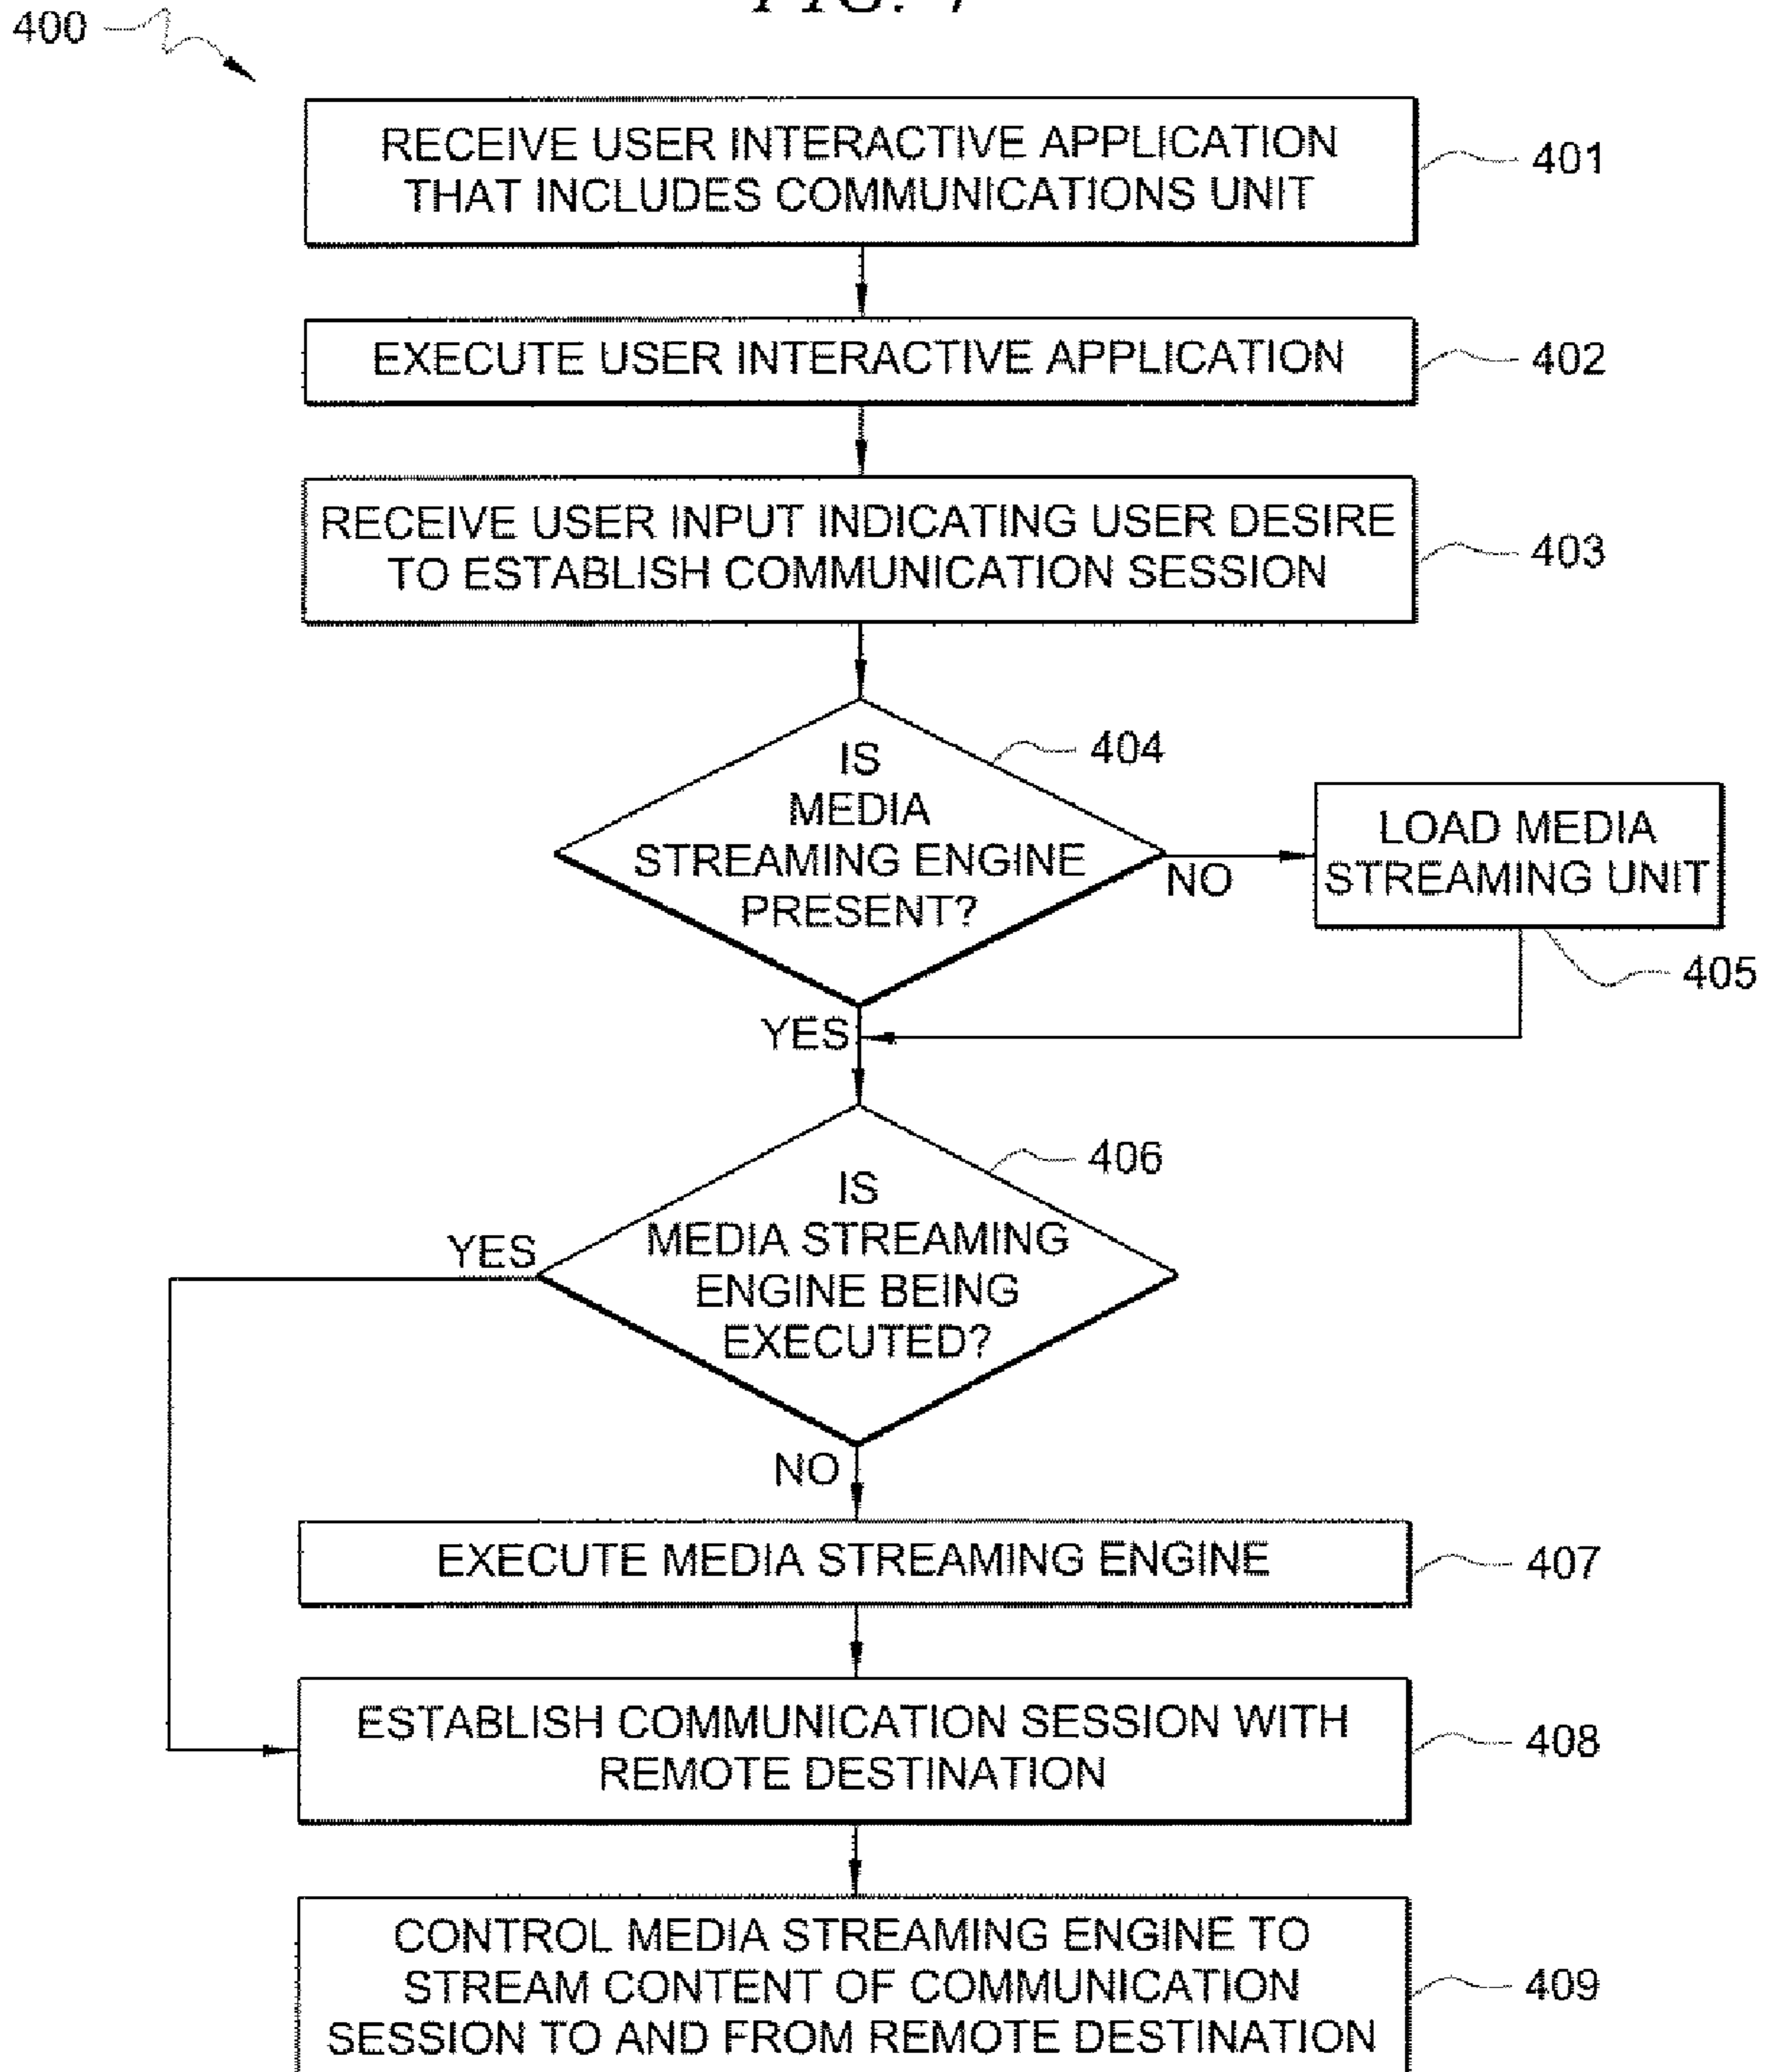 400
RECEIVE USER INTERACTIVE APPLICATION
THAT INCLUDES COMMUNICATIONS UNIT
401
EXECUTE USER INTERACTIVE APPLICATION
402
RECEIVE USER INPUT INDICATING USER DESIRE
TO ESTABLISH COMMUNICATION SESSION
403
IS
MEDIA
STREAMING ENGINE
PRESENT?
404
NO
LOAD MEDIA
STREAMING UNIT
405
YES
IS
MEDIA STREAMING
ENGINE BEING
EXECUTED?
406
YES
NO
EXECUTE MEDIA STREAMING ENGINE
407
ESTABLISH COMMUNICATION SESSION WITH
REMOTE DESTINATION
408
CONTROL MEDIA STREAMING ENGINE TO
STREAM CONTENT OF COMMUNICATION
SESSION TO AND FROM REMOTE DESTINATION
409